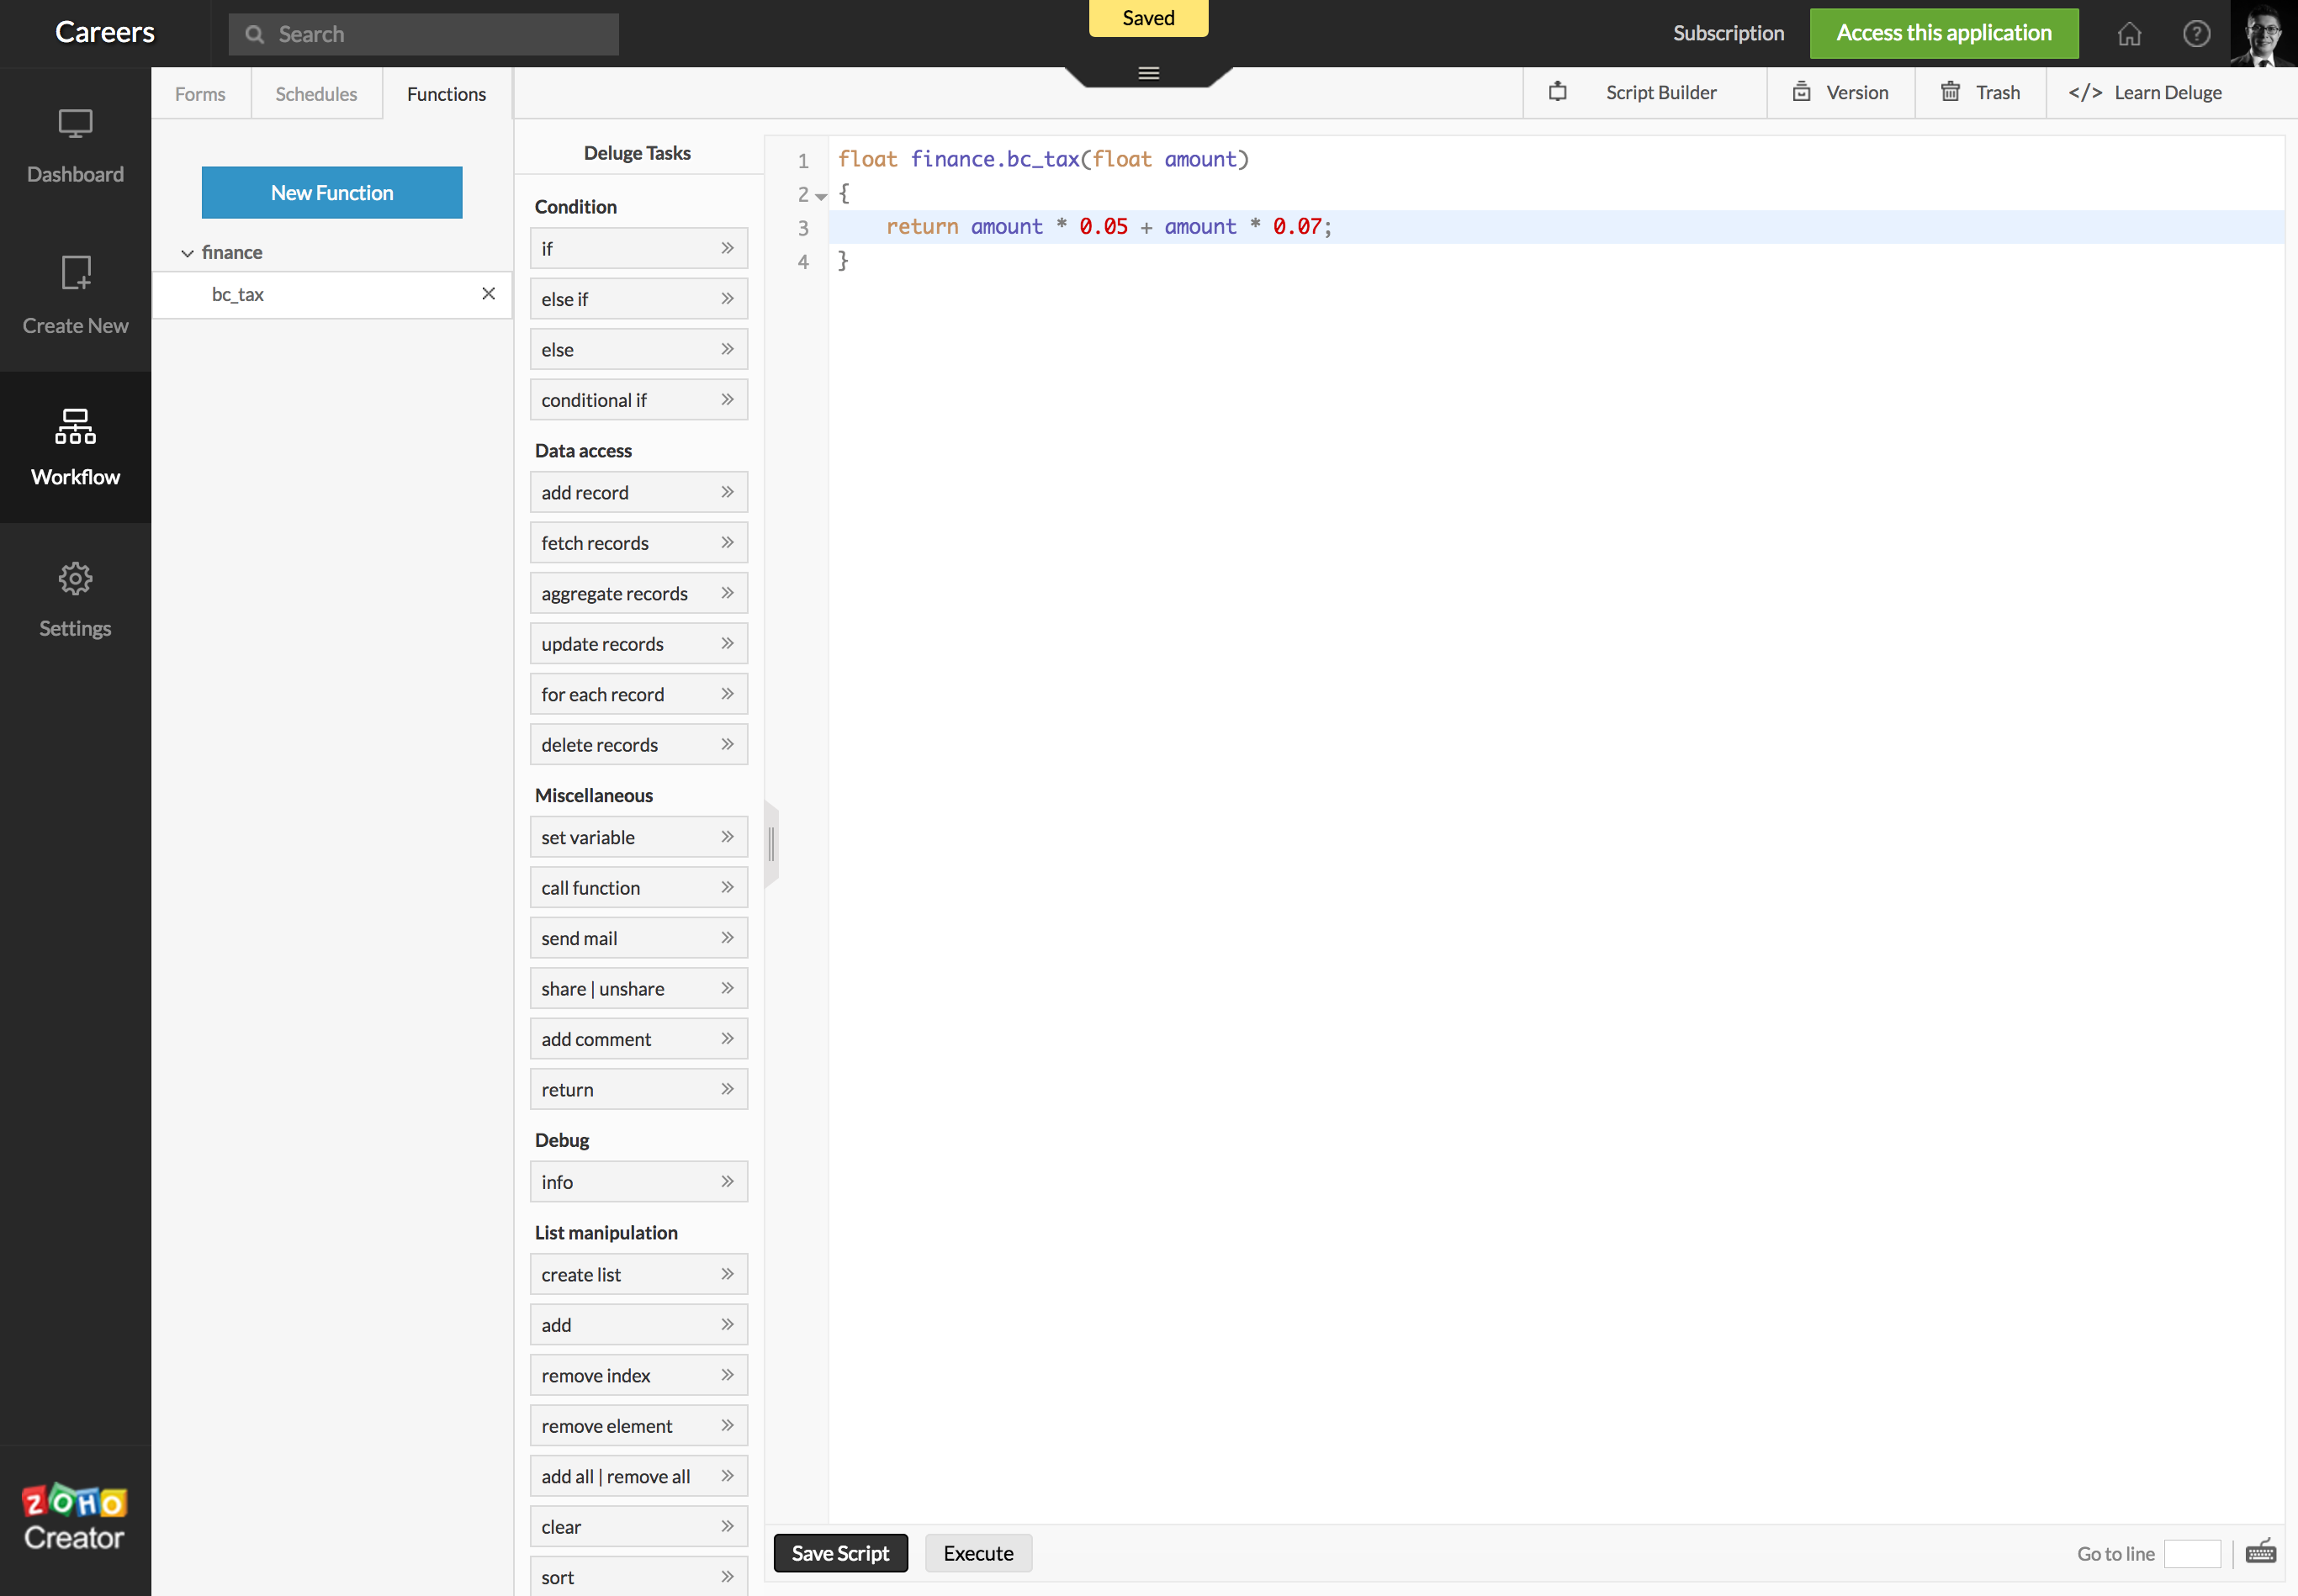 Careers
Search
Saved
Subscription
Access this application
Forms
Schedules
Functions
Script Builder
Version
Trash
</> Learn Deluge
Dashboard
Create New
Workflow
Settings
ZOHO
Creator
New Function
finance
bc_tax
Deluge Tasks
Condition
if
else if
else
conditional if
Data access
add record
fetch records
aggregate records
update records
for each record
delete records
Miscellaneous
set variable
call function
send mail
share | unshare
add comment
return
Debug
info
List manipulation
create list
add
remove index
remove element
add all | remove all
clear
sort
1 float finance.bc_tax(float amount)
2 {
3 return amount * 0.05 + amount * 0.07;
4 }
Save Script
Execute
Go to line